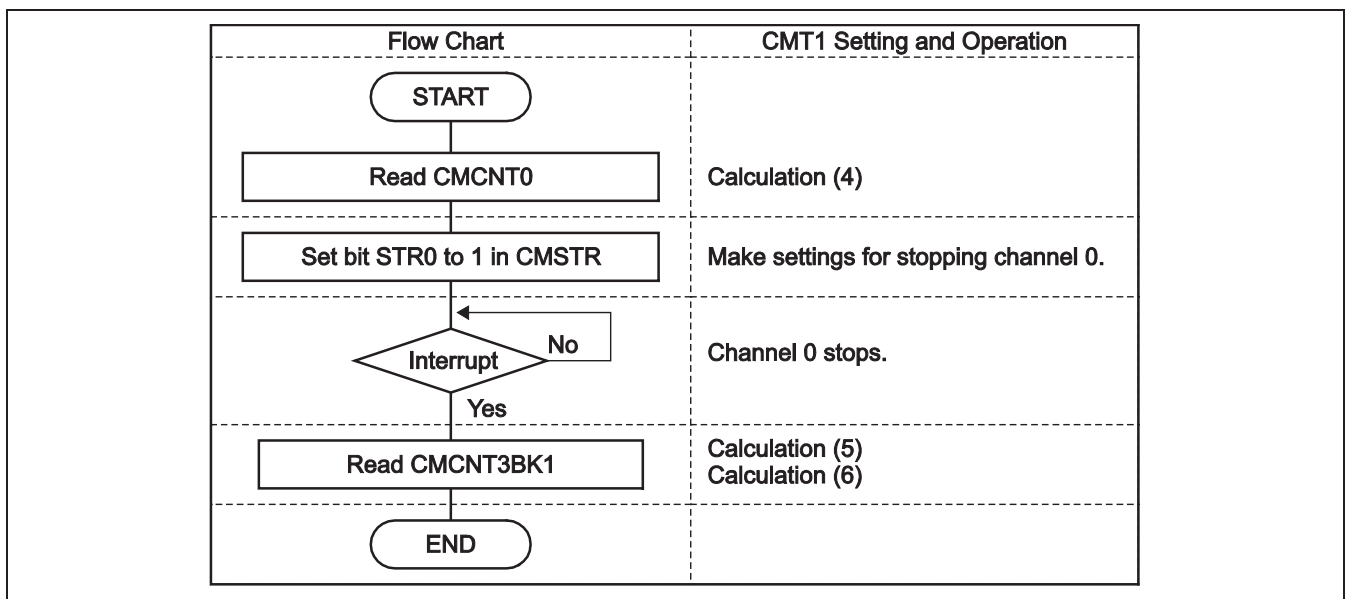 Flow Chart
CMT1 Setting and Operation
START
Read CMCNT0
Calculation (4)
Set bit STR0 to 1 in CMSTR
Make settings for stopping channel 0.
Interrupt
No
Channel 0 stops.
Yes
Read CMCNT3BK1
Calculation (5)
Calculation (6)
END